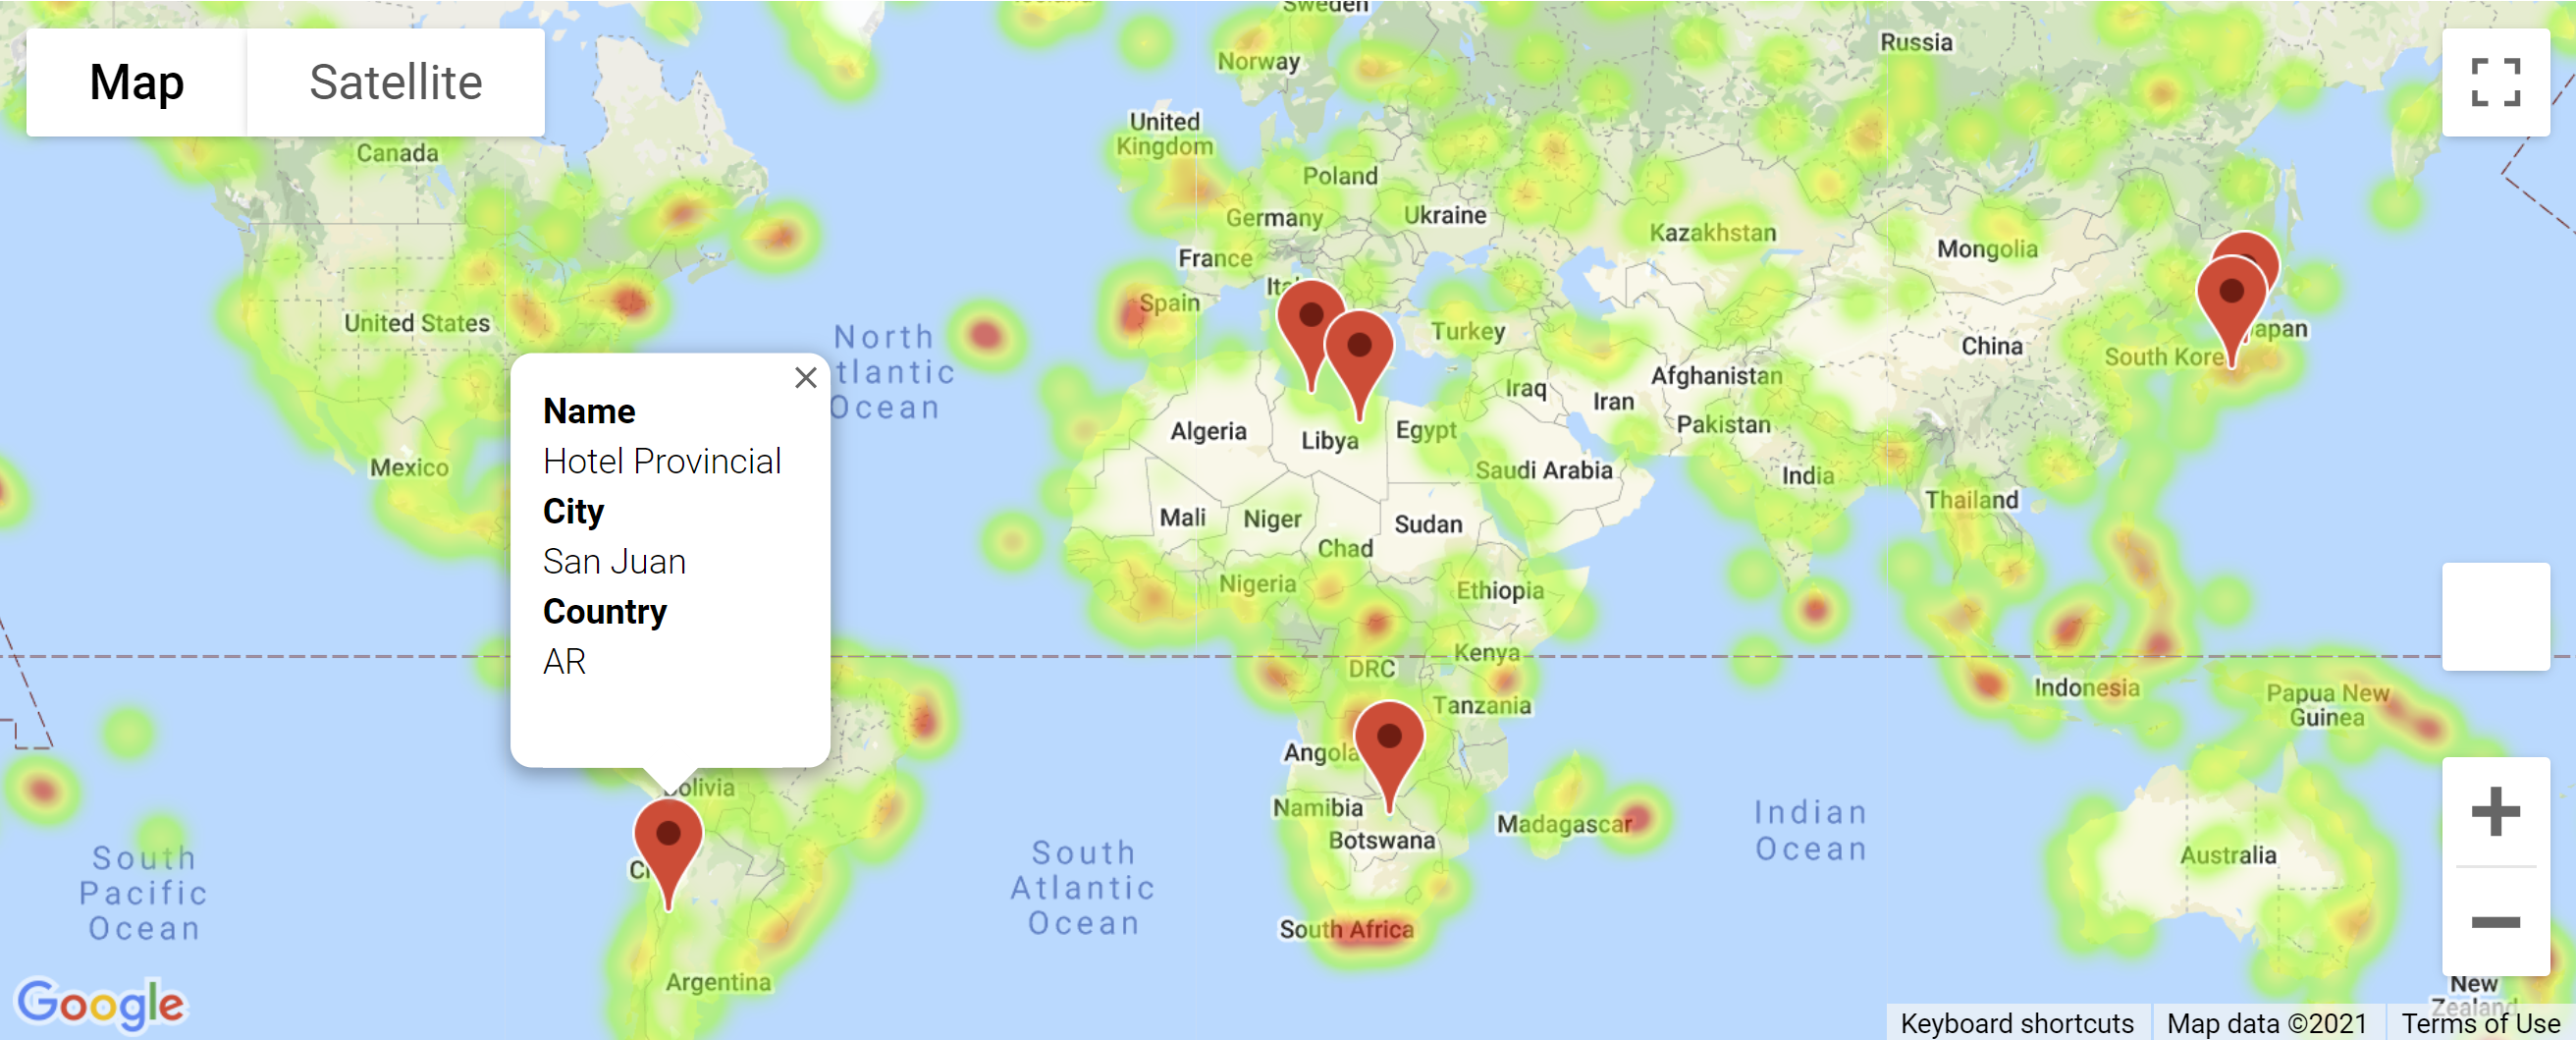 Sweden
Map
Satellite
Russia
Norway
United
Kingdom
Canada
Poland
Germany
Ukraine
Kazakhstan
Mongolia
France
Spain
United States
North
Turkey
apan
China
South Kore
tlantic
Ocean
Name
Hotel Provincial
City
San Juan
Country
AR
Afghanistan
Iraq
Iran
Pakistan
Algeria
Libya
Egypt
Mexico
Saudi Arabia
India
Thailand
Mali
Niger
Sudan
Chad
Nigeria
Ethiopia
Kenya
DRC
Tanzania
Indonesia
Papua New
Guinea
Angola
Bolivia
Namibia
Botswana
Madagascar
Indian
Ocean
Australia
South
Pacific
Ocean
South
Atlantic
Ocean
South Africa
Argentina
Google
New
Zealand
Keyboard shortcuts
Map data ©2021
Terms of Use